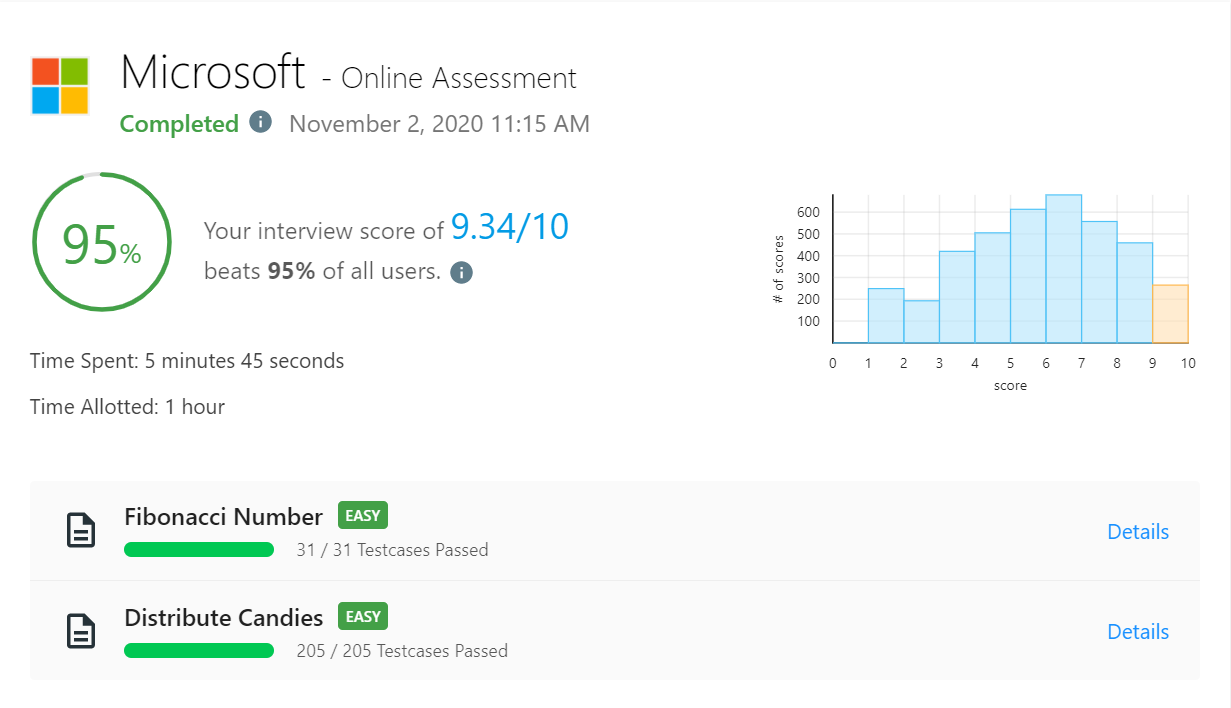 Microsoft - Online Assessment
Completed i November 2, 2020 11:15 AM
95%
Your interview score of 9.34/10
beats 95% of all users. i
Time Spent: 5 minutes 45 seconds
Time Allotted: 1 hour
# of scores
600
500
400
300
200
100
0 1 2 3 4 5 6 7 8 9 10
score
Fibonacci Number EASY
31 / 31 Testcases Passed
Details
Distribute Candies EASY
205 / 205 Testcases Passed
Details